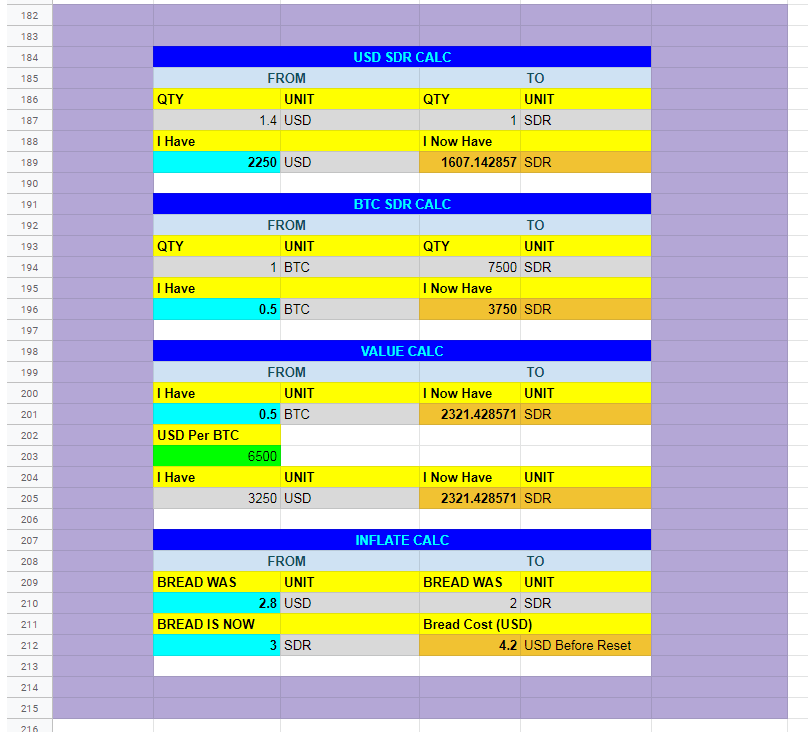 182
183
184 USD SDR CALC
185 FROM TO
186 QTY UNIT QTY UNIT
187 1.4 USD 1 SDR
188 I Have I Now Have
189 2250 USD 1607.142857 SDR
190
191 BTC SDR CALC
192 FROM TO
193 QTY UNIT QTY UNIT
194 1 BTC 7500 SDR
195 I Have I Now Have
196 0.5 BTC 3750 SDR
197
198 VALUE CALC
199 FROM TO
200 I Have UNIT I Now Have UNIT
201 0.5 BTC 2321.428571 SDR
202 USD Per BTC
203 6500
204 I Have UNIT I Now Have UNIT
205 3250 USD 2321.428571 SDR
206
207 INFLATE CALC
208 FROM TO
209 BREAD WAS UNIT BREAD WAS UNIT
210 2.8 USD 2 SDR
211 BREAD IS NOW Bread Cost (USD)
212 3 SDR 4.2 USD Before Reset
213
214
215
216